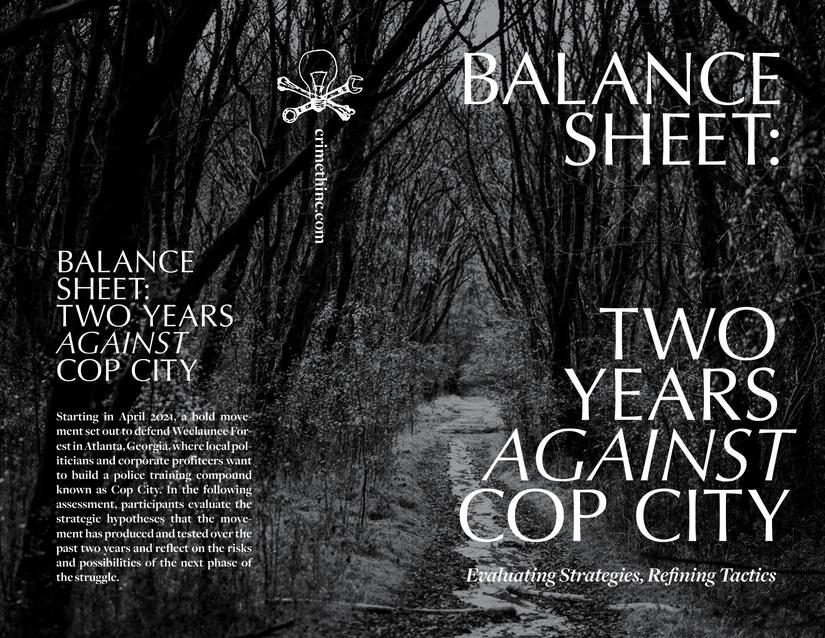 BALANCE
SHEET:
TWO YEARS
AGAINST
COP CITY
Starting in April 2021, a bold move-
ment set out to defend Weelaunee For-
est in Atlanta, Georgia, where local pol-
iticians and corporate profiteers want
to build a police training compound
known as Cop City. In the following
assessment, participants evaluate the
strategic hypotheses that the move-
ment has produced and tested over the
past two years and reflect on the risks
and possibilities of the next phase of
the struggle.
crimethinc.com
BALANCE
SHEET:
TWO
YEARS
AGAINST
COP CITY
Evaluating Strategies, Refining Tactics